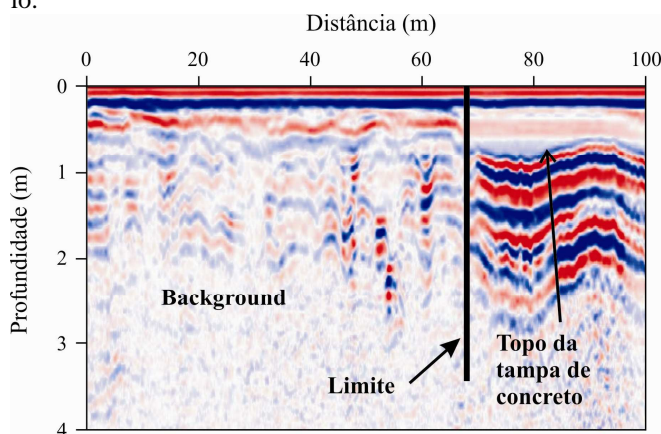 lo.
Distância (m)
0 20 40 60 80 100
0
1
2
3
4
Profundidade (m)
Background
Limite
Topo da
tampa de
concreto